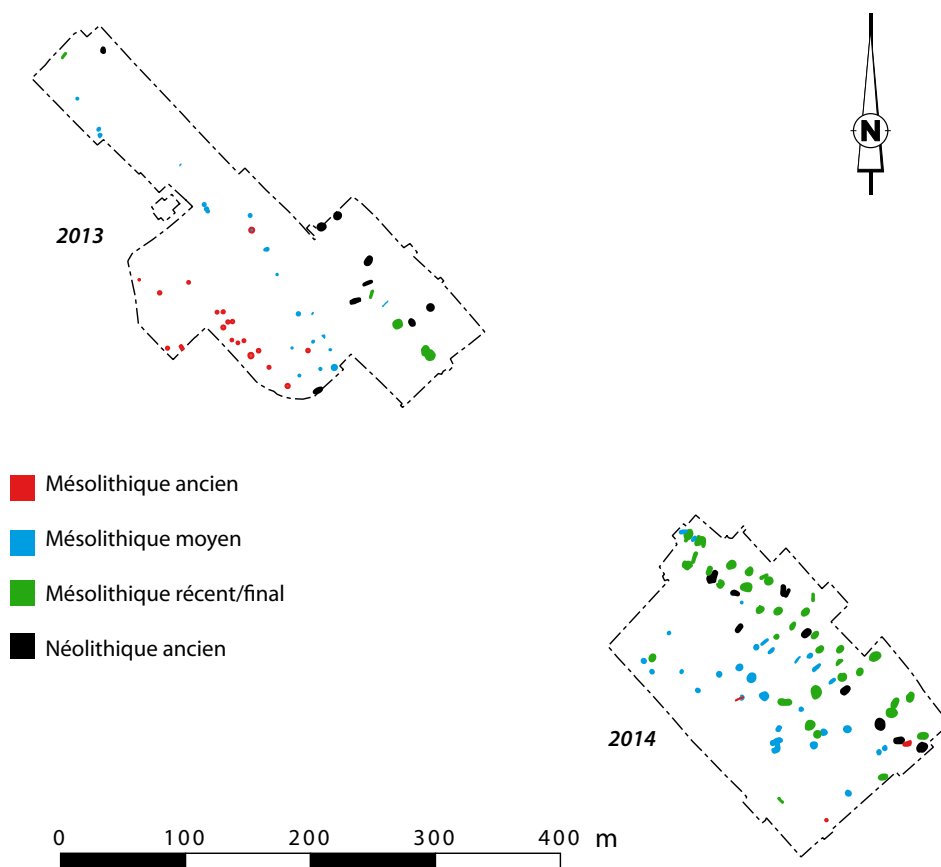 N
2013
Mésolithique ancien
Mésolithique moyen
Mésolithique récent/final
Néolithique ancien
2014
0 100 200 300 400 m